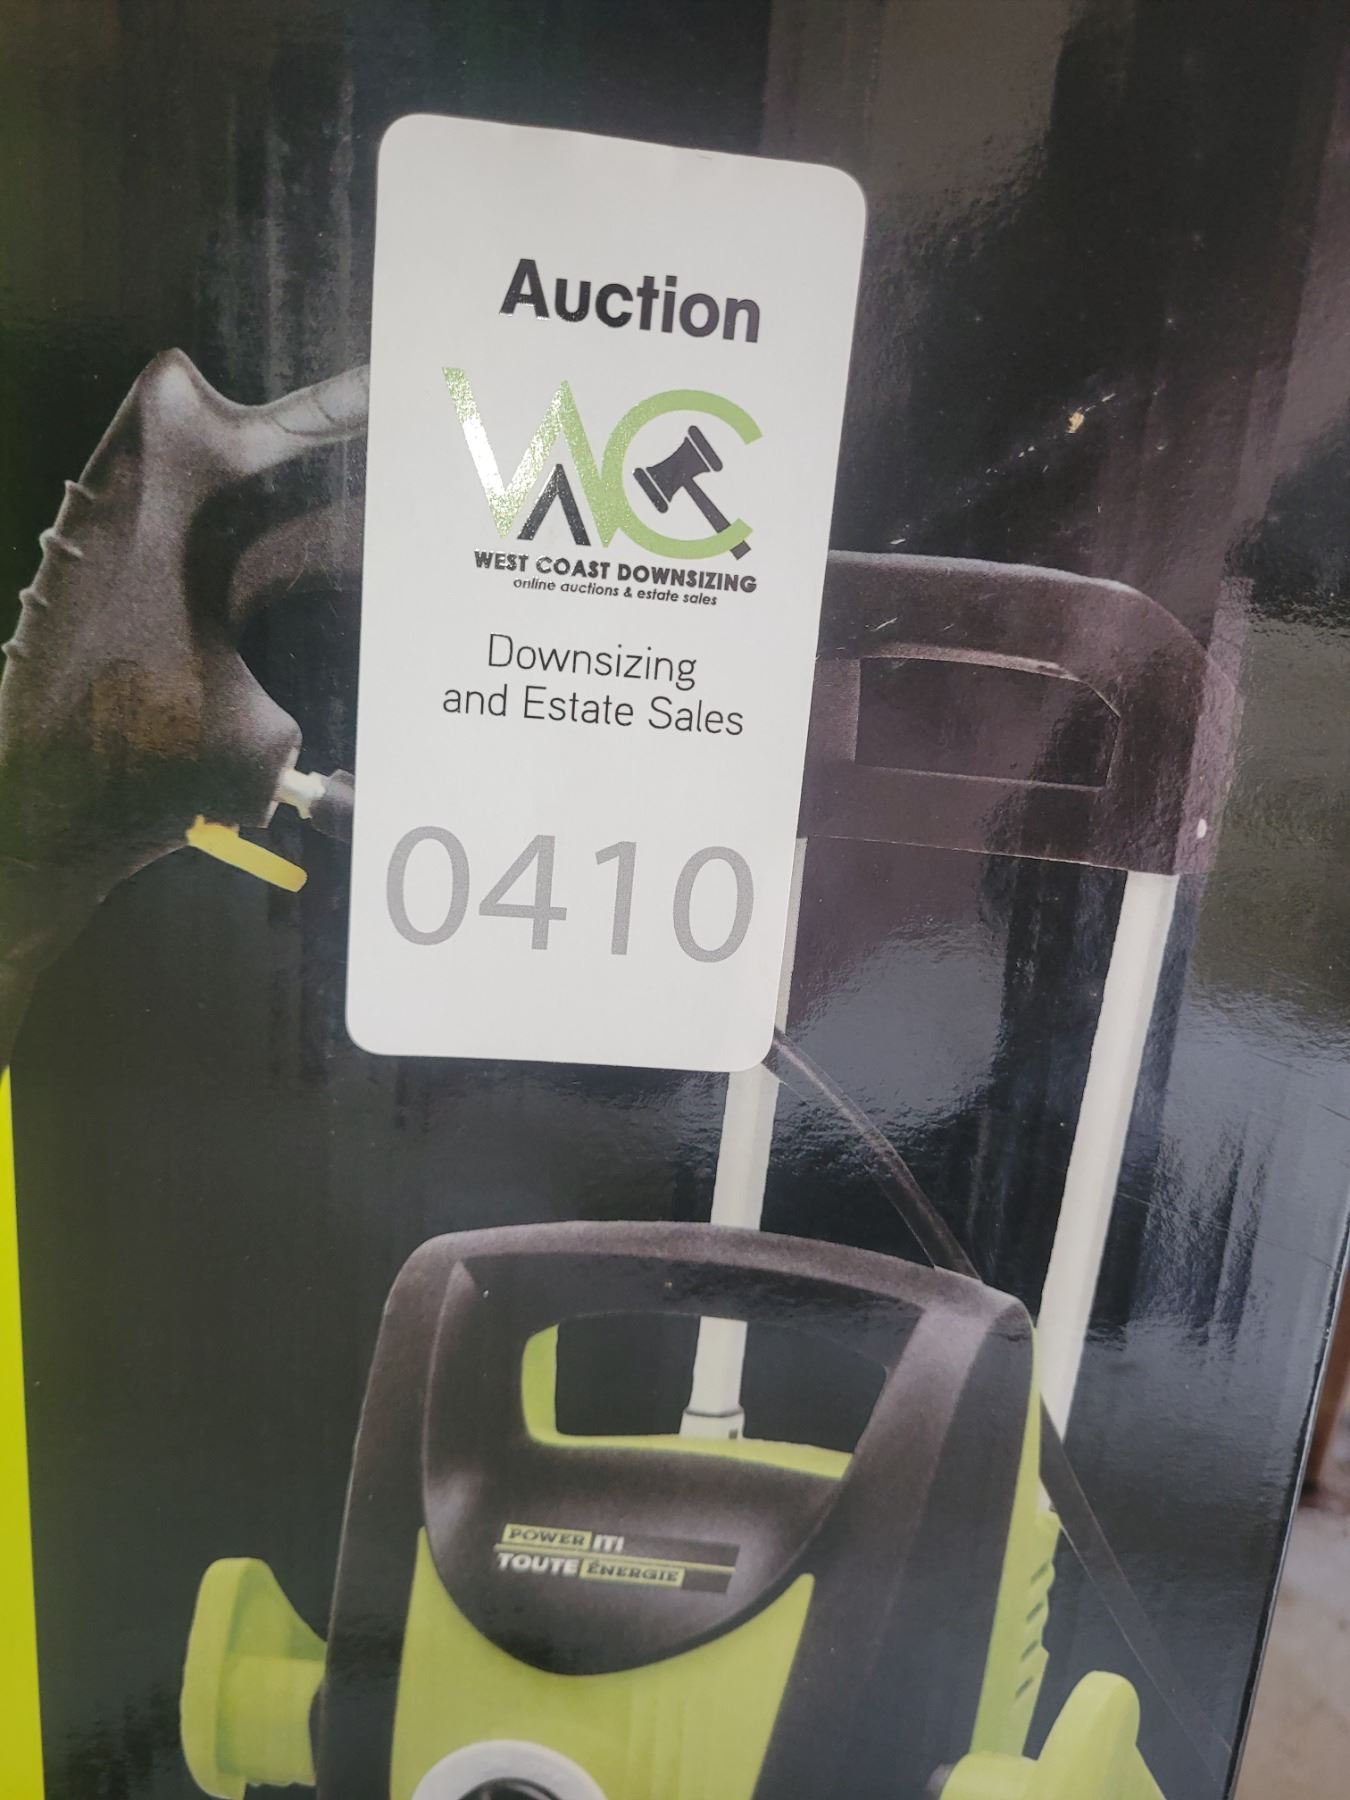 Auction
WC
WEST COAST DOWNSIZING
online auctions & estate sales
Downsizing
and Estate Sales
0410
POWER IT!
TOUTE ÉNERGIE